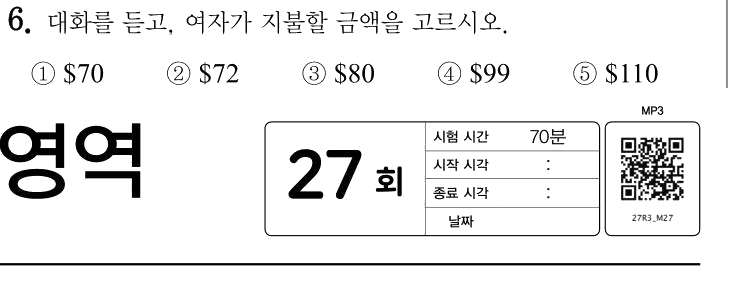 6. 대화를 듣고, 여자가 지불할 금액을 고르시오.
① $70 ② $72 ③ $80 ④ $99 ⑤ $110
MP3
영역
27 회
시험 시간 70분
시작 시각 :
종료 시각 :
날짜
27R3_M27